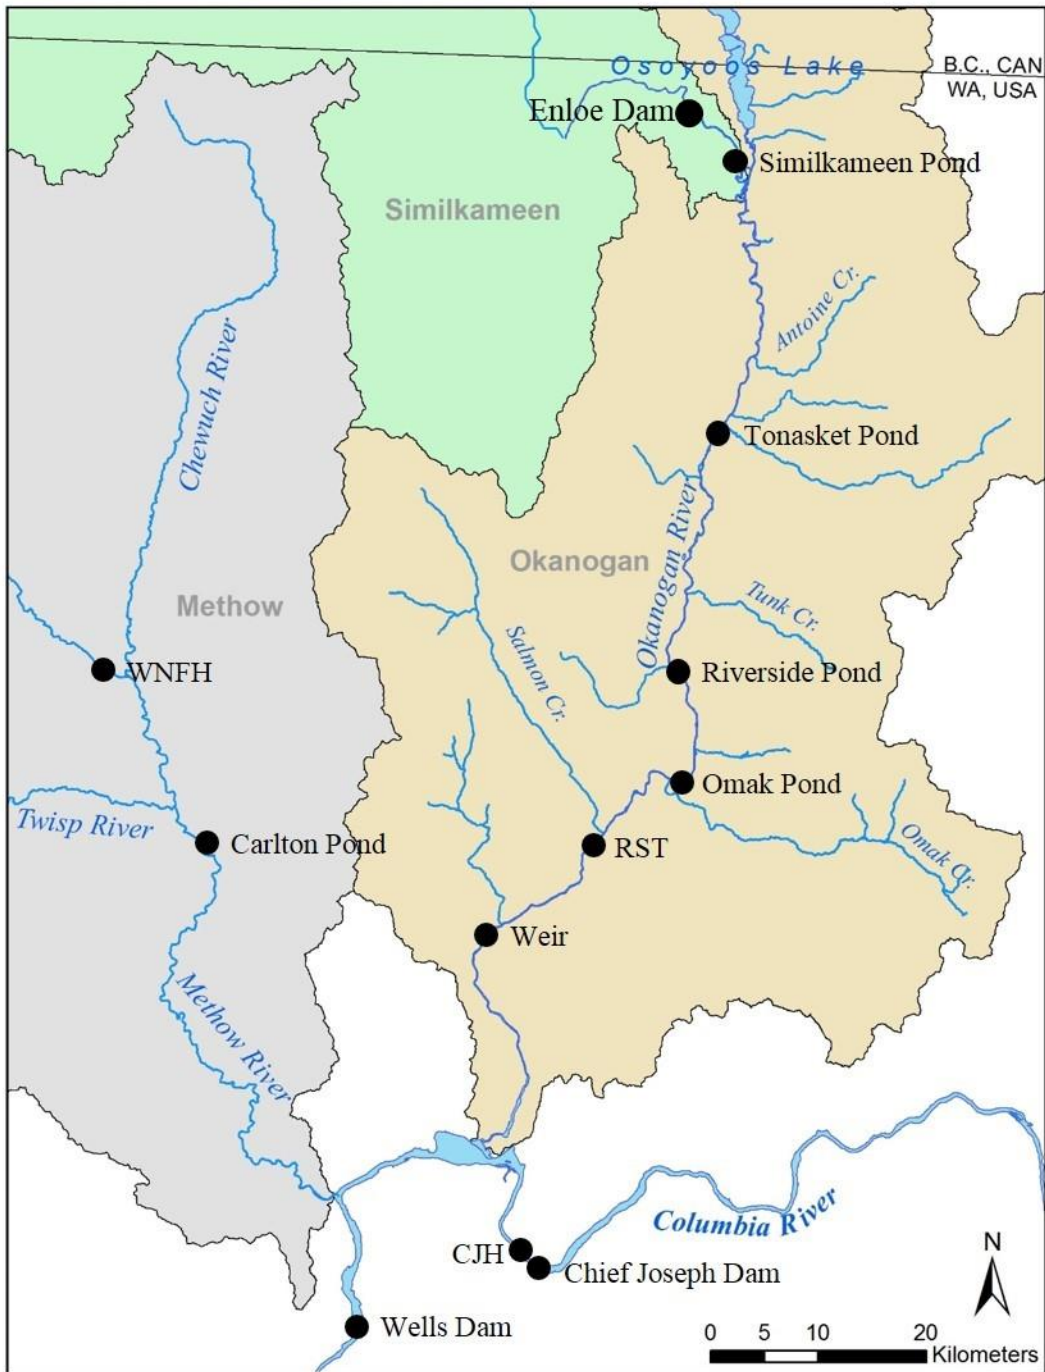 Osoyoos Lake
B.C., CAN
WA, USA
Enloe Dam
Similkameen Pond
Similkameen
Antoine Cr.
Chewuch River
Tonasket Pond
Okanogan River
Okanogan
Methow
Tunk Cr.
Salmon Cr.
WNFH
Riverside Pond
Omak Pond
Twisp River
Carlton Pond
RST
Omak Cr.
Weir
Methow River
Columbia River
CJH
Chief Joseph Dam
N
Wells Dam
0 5 10 20
Kilometers